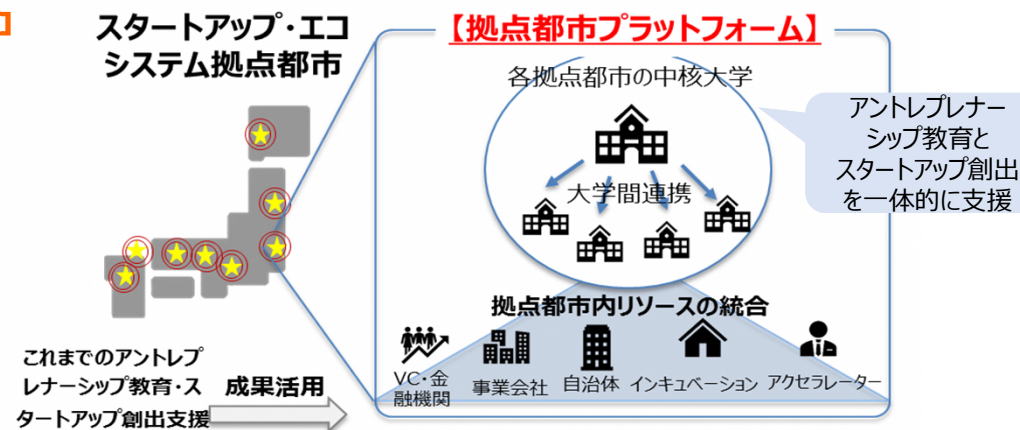 スタートアップ・エコ
システム拠点都市
【拠点都市プラットフォーム】
各拠点都市の中核大学
大学間連携
アントレプレナー
シップ教育と
スタートアップ創出
を一体的に支援
拠点都市内リソースの統合
VC・金
融機関
事業会社
自治体
インキュベーション
アクセラレーター
これまでのアントレプ
レナーシップ教育・ス
タートアップ創出支援
成果活用